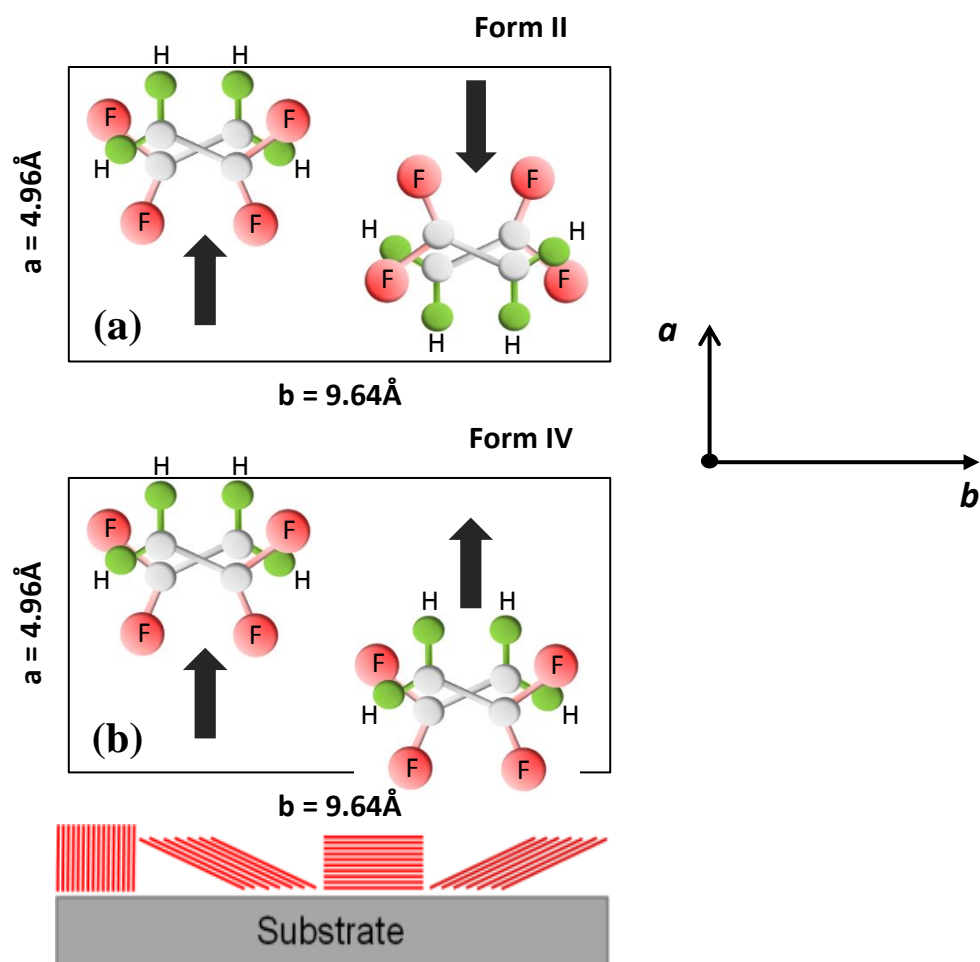 Form II
H H
F F
H H
F F
a = 4.96Å
(a)
F F
H H
F F
H H
b = 9.64Å
a
b
Form IV
H H
F F
H H
F F
a = 4.96Å
(b)
H H
F F
H H
F F
b = 9.64Å
Substrate